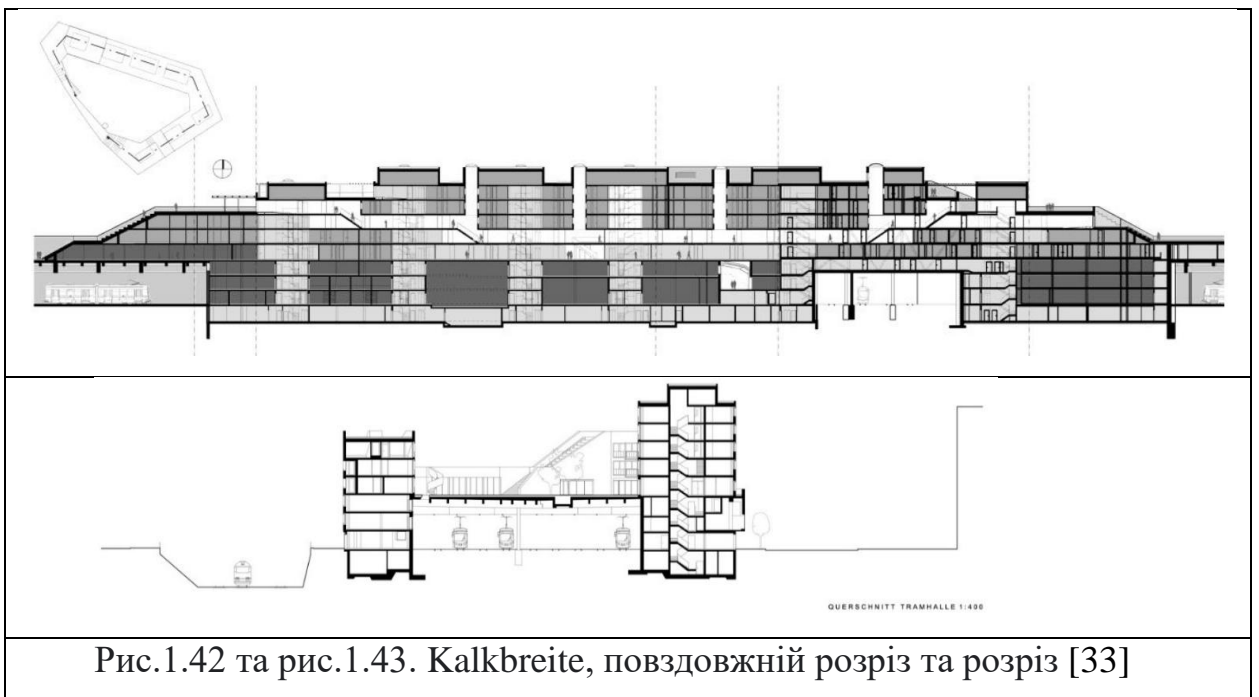 QUERSCHNITT TRAMHALLE 1:400
Рис.1.42 та рис.1.43. Kalkbreite, повздовжній розріз та розріз [33]